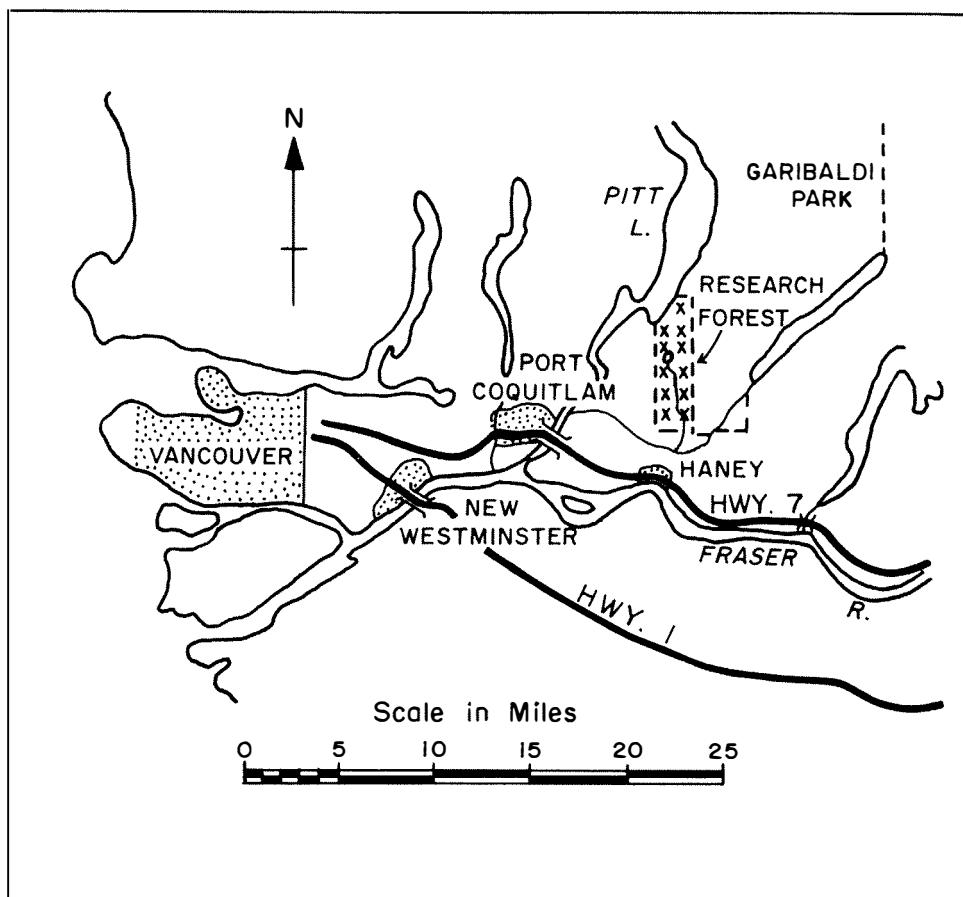 N
PITT
L.
GARIBALDI
PARK
RESEARCH
FOREST
PORT
COQUITLAM
VANCOUVER
HANEY
HWY. 7
NEW
WESTMINSTER
FRASER
R.
HWY. 1
Scale in Miles
0 5 10 15 20 25